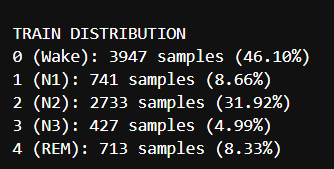 TRAIN DISTRIBUTION
0 (Wake): 3947 samples (46.10%)
1 (N1): 741 samples (8.66%)
2 (N2): 2733 samples (31.92%)
3 (N3): 427 samples (4.99%)
4 (REM): 713 samples (8.33%)